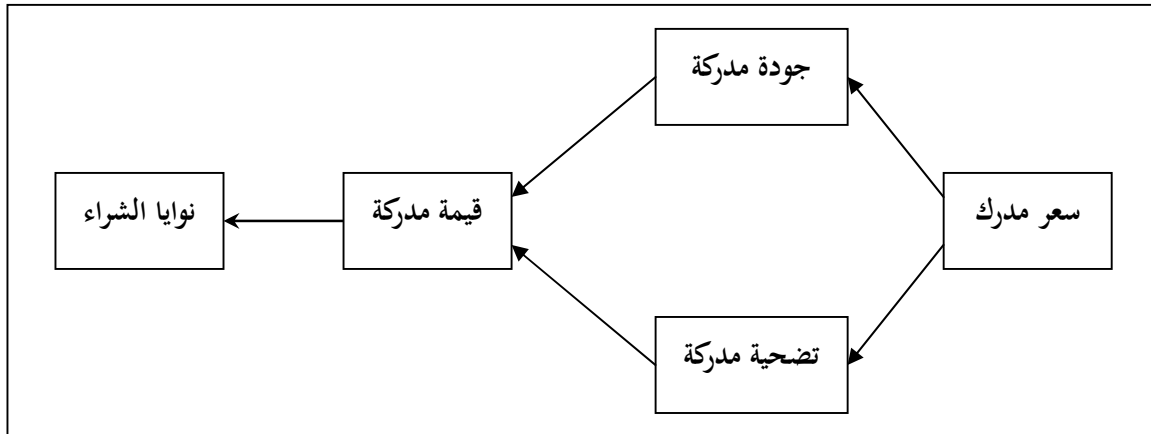 جودة مدركة
سعر مدرك
قيمة مدركة
نوايا الشراء
تضحية مدركة